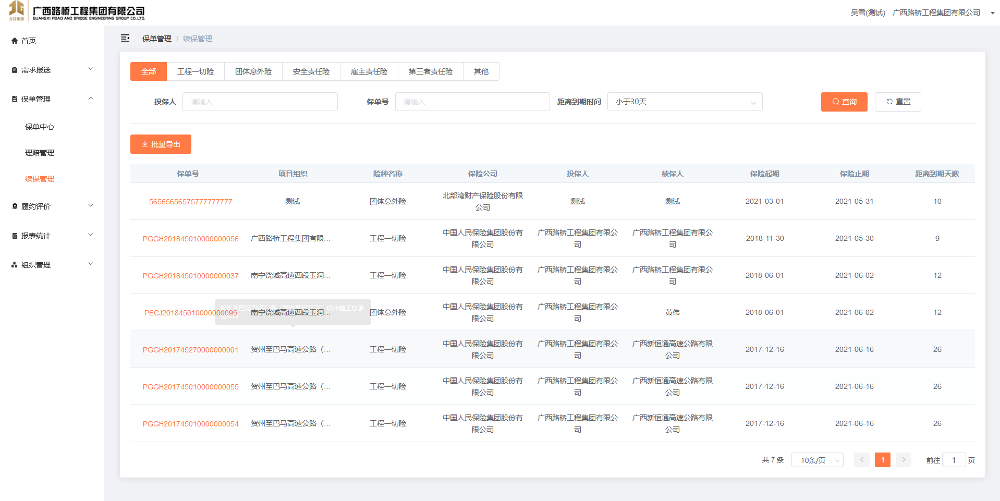 北投集团
广西路桥工程集团有限公司
GUANGXI ROAD AND BRIDGE ENGINEERING GROUP CO.LTD.
吴雪(测试) 广西路桥工程集团有限公司
首页
需求报送
保单管理
保单中心
理赔管理
续保管理
履约评价
报表统计
组织管理
保单管理 / 续保管理
全部 工程一切险 团体意外险 安全责任险 雇主责任险 第三者责任险 其他
投保人 请输入 保单号 请输入 距离到期时间 小于30天 查询 重置
批量导出
保单号 项目组织 险种名称 保险公司 投保人 被保人 保险起期 保险止期 距离到期天数
56565656575777777777 测试 团体意外险 北部湾财产保险股份有限公司 测试 测试 2021-03-01 2021-05-31 10
PGGH201845010000000056 广西路桥工程集团有限... 工程一切险 中国人民保险集团股份有限公司 广西路桥工程集团有限公司 广西路桥工程集团有限公司 2018-11-30 2021-05-30 9
PGGH201845010000000037 南宁绕城高速西段玉洞... 工程一切险 中国人民保险集团股份有限公司 广西路桥工程集团有限公司 广西路桥工程集团有限公司 2018-06-01 2021-06-02 12
PECJ201845010000000095 南宁绕城高速西段玉洞... 团体意外险 中国人民保险集团股份有限公司 广西路桥工程集团有限公司 黄伟 2018-06-01 2021-06-02 12
PGGH201745270000000001 贺州至巴马高速公路（... 工程一切险 中国人民保险集团股份有限公司 广西路桥工程集团有限公司 广西新恒通高速公路有限公司 2017-12-16 2021-06-16 26
PGGH201745010000000055 贺州至巴马高速公路（... 工程一切险 中国人民保险集团股份有限公司 广西路桥工程集团有限公司 广西新恒通高速公路有限公司 2017-12-16 2021-06-16 26
PGGH201745010000000054 贺州至巴马高速公路（... 工程一切险 中国人民保险集团股份有限公司 广西路桥工程集团有限公司 广西新恒通高速公路有限公司 2017-12-16 2021-06-16 26
共 7 条 10条/页 1 前往 1 页